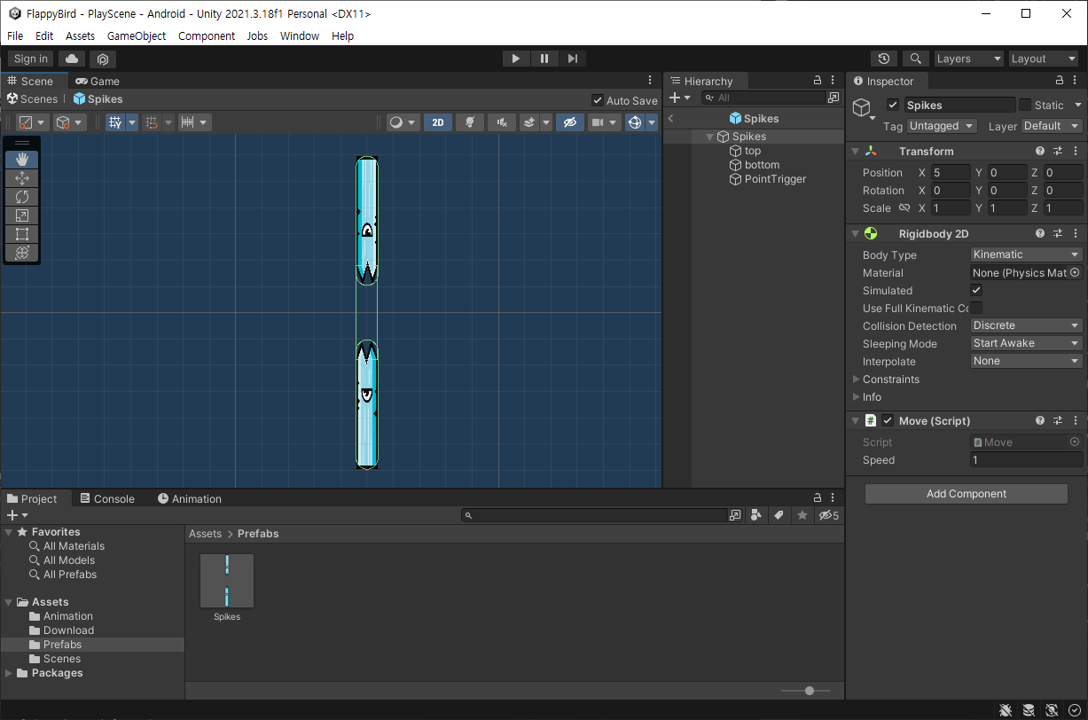 FlappyBird - PlayScene - Android - Unity 2021.3.18f1 Personal <DX11>
File Edit Assets GameObject Component Jobs Window Help
Sign in
Layers
Layout
Scene
Game
Scenes
Spikes
Auto Save
2D
Hierarchy
All
Spikes
Spikes
top
bottom
PointTrigger
Inspector
Spikes
Static
Tag Untagged Layer Default
Transform
Position X 5 Y 0 Z 0
Rotation X 0 Y 0 Z 0
Scale X 1 Y 1 Z 1
Rigidbody 2D
Body Type Kinematic
Material None (Physics Mat
Simulated
Use Full Kinematic Co
Collision Detection Discrete
Sleeping Mode Start Awake
Interpolate None
Constraints
Info
Move (Script)
Script Move
Speed 1
Add Component
Project
Console
Animation
5
Favorites
All Materials
All Models
All Prefabs
Assets
Animation
Download
Prefabs
Scenes
Packages
Assets > Prefabs
Spikes